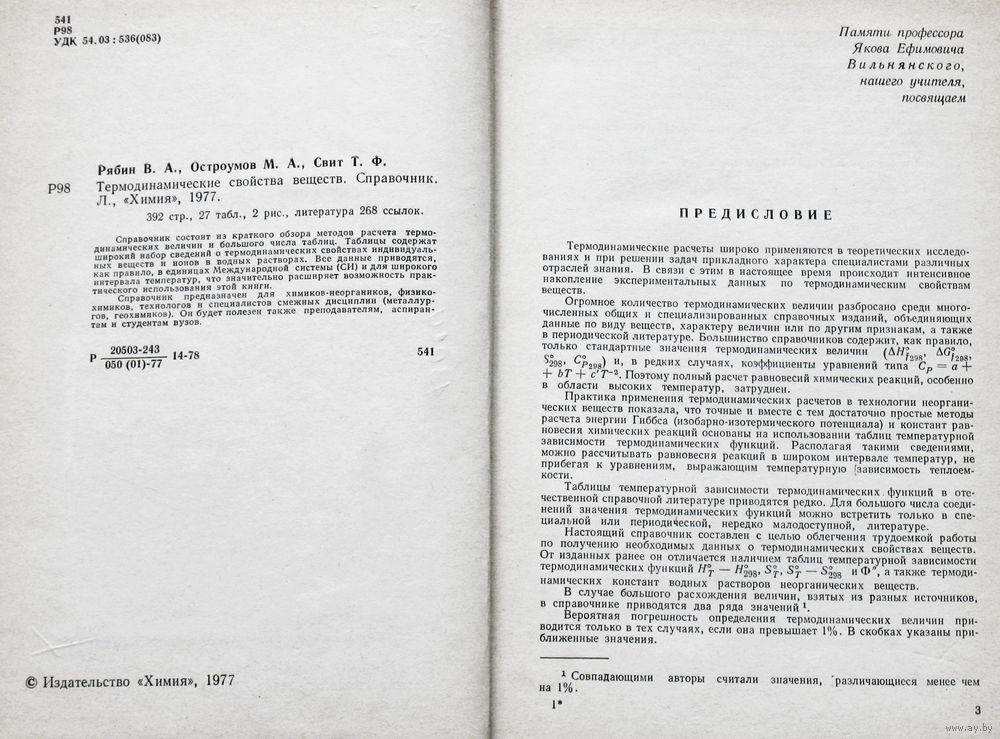 541
Р98
УДК 54.03 : 536(083)
Рябин В. А., Остроумов М. А., Свит Т. Ф.
Р98 Термодинамические свойства веществ. Справочник.
Л., «Химия», 1977.
392 стр., 27 табл., 2 рис., литература 268 ссылок.
Справочник состоит из краткого обзора методов расчета термо-
динамических величин и большого числа таблиц. Таблицы содержат
широкий набор сведений о термодинамических свойствах индивидуаль-
ных веществ и ионов в водных растворах. Все данные приводятся,
как правило, в единицах Международной системы (СИ) и для широкого
интервала температур, что значительно расширяет возможность прак-
тического использования этой книги.
Справочник предназначен для химиков-неоргаников, физико-
химиков, технологов и специалистов смежных дисциплин (металлур-
гов, геохимиков). Он будет полезен также преподавателям, аспиран-
там и студентам вузов.
Р 20503-243 / 050 (01)-77 14-78 541
© Издательство «Химия», 1977
Памяти профессора
Якова Ефимовича
Вильнянского,
нашего учителя,
посвящаем
ПРЕДИСЛОВИЕ
Термодинамические расчеты широко применяются в теоретических исследо-
ваниях и при решении задач прикладного характера специалистами различных
отраслей знания. В связи с этим в настоящее время происходит интенсивное
накопление экспериментальных данных по термодинамическим свойствам
веществ.
Огромное количество термодинамических величин разбросано среди много-
численных общих и специализированных справочных изданий, объединяющих
данные по виду веществ, характеру величин или по другим признакам, а также
в периодической литературе. Большинство справочников содержит, как правило,
только стандартные значения термодинамических величин (ΔH°f298, ΔG°f298,
S°298, C°p298) и, в редких случаях, коэффициенты уравнений типа Cp = a +
+ bT + c′T⁻². Поэтому полный расчет равновесий химических реакций, особенно
в области высоких температур, затруднен.
Практика применения термодинамических расчетов в технологии неоргани-
ческих веществ показала, что точные и вместе с тем достаточно простые методы
расчета энергии Гиббса (изобарно-изотермического потенциала) и констант рав-
новесия химических реакций основаны на использовании таблиц температурной
зависимости термодинамических функций. Располагая такими сведениями,
можно рассчитывать равновесия реакций в широком интервале температур, не
прибегая к уравнениям, выражающим температурную зависимость теплоем-
кости.
Таблицы температурной зависимости термодинамических функций в оте-
чественной справочной литературе приводятся редко. Для большого числа соеди-
нений значения термодинамических функций можно встретить только в спе-
циальной или периодической, нередко малодоступной, литературе.
Настоящий справочник составлен с целью облегчения трудоемкой работы
по получению необходимых данных о термодинамических свойствах веществ.
От изданных ранее он отличается наличием таблиц температурной зависимости
термодинамических функций H°T — H°298, S°T, S°T — S°298 и Φ″, а также термоди-
намических констант водных растворов неорганических веществ.
В случае большого расхождения величин, взятых из разных источников,
в справочнике приводятся два ряда значений ¹.
Вероятная погрешность определения термодинамических величин при-
водится только в тех случаях, если она превышает 1%. В скобках указаны при-
ближенные значения.
¹ Совпадающими авторы считали значения, различающиеся менее чем
на 1%.
1*
3
www.ay.by